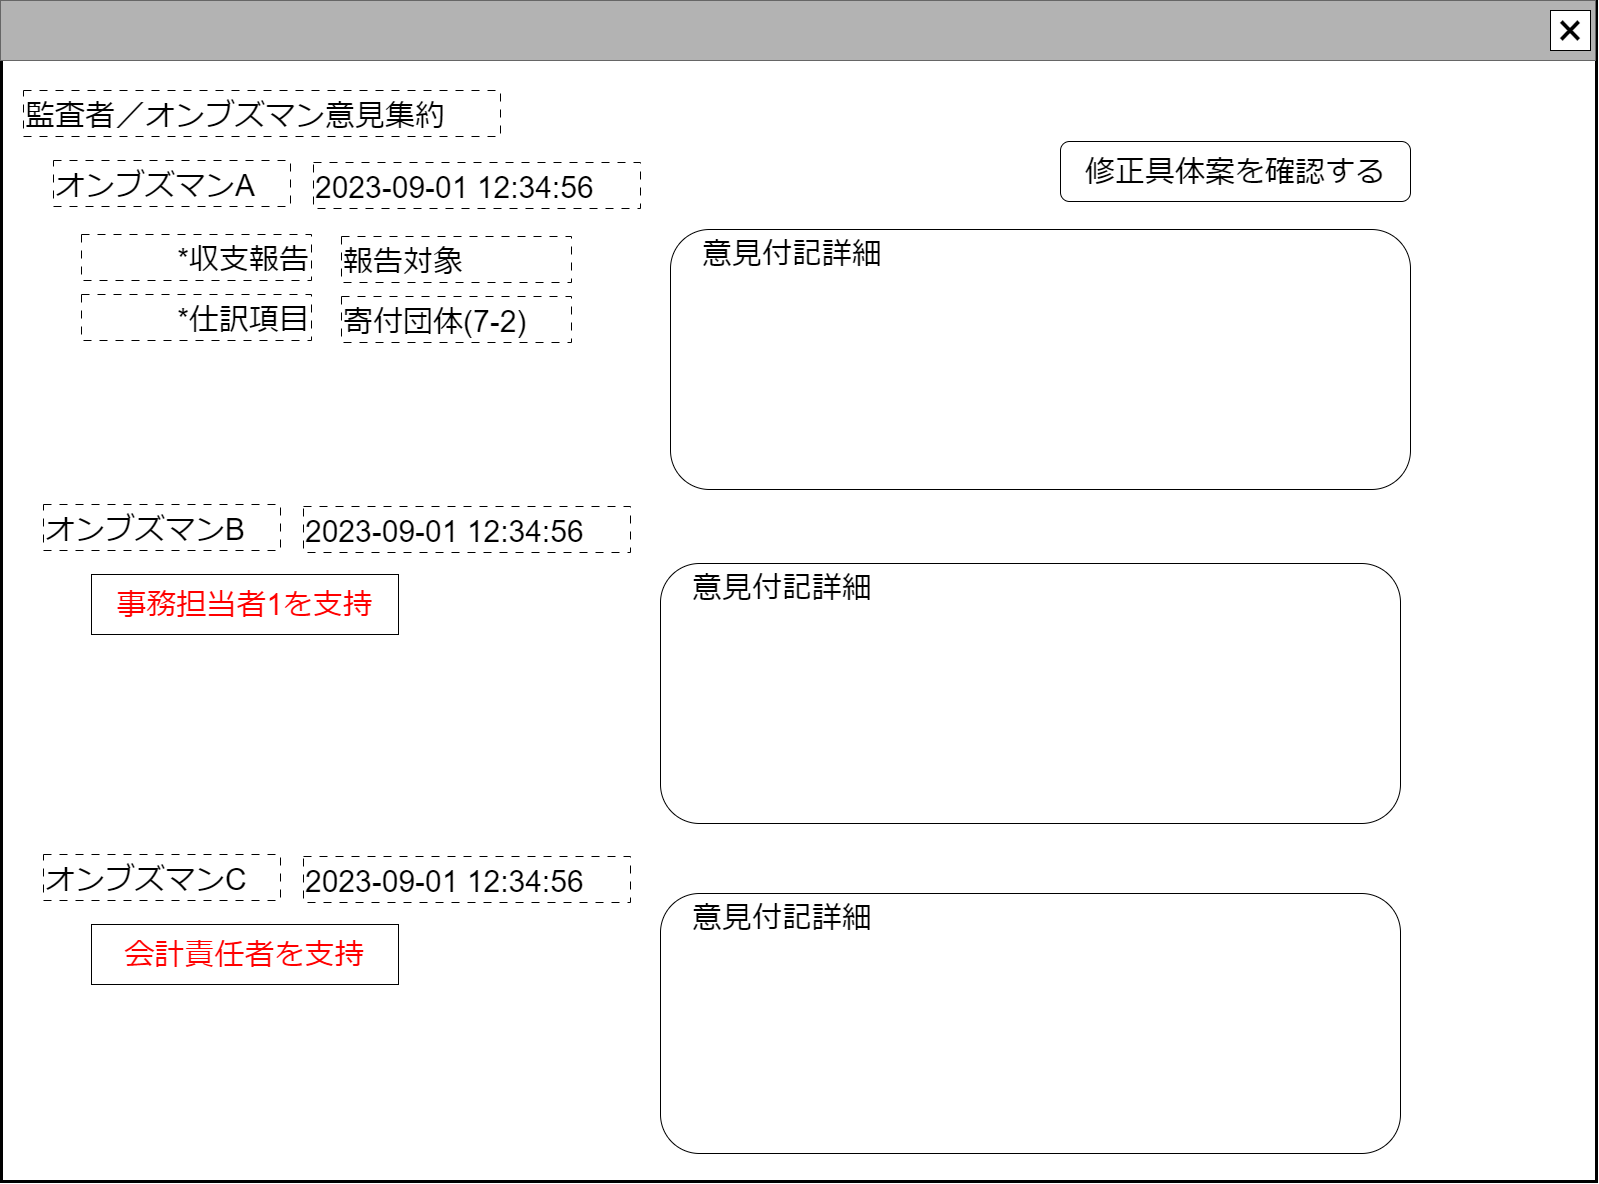 監査者／オンブズマン意見集約
オンブズマンA 2023-09-01 12:34:56
修正具体案を確認する
*収支報告 報告対象
*仕訳項目 寄付団体(7-2)
意見付記詳細
オンブズマンB 2023-09-01 12:34:56
事務担当者1を支持
意見付記詳細
オンブズマンC 2023-09-01 12:34:56
会計責任者を支持
意見付記詳細